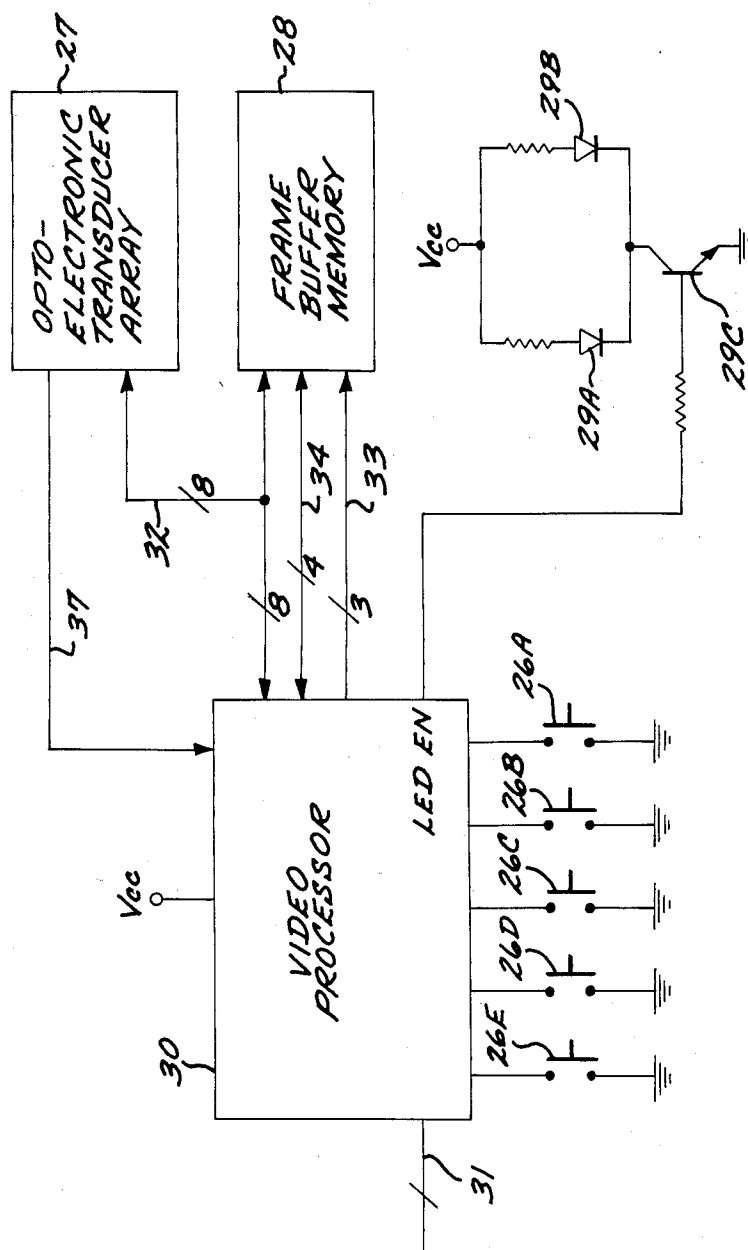 OPTO-
ELECTRONIC
TRANSDUCER
ARRAY
27
FRAME
BUFFER
MEMORY
28
37
32
8
8
4
34
3
33
Vcc
VIDEO
PROCESSOR
30
LED EN
31
26A
26B
26C
26D
26E
Vcc
29A
29B
29C